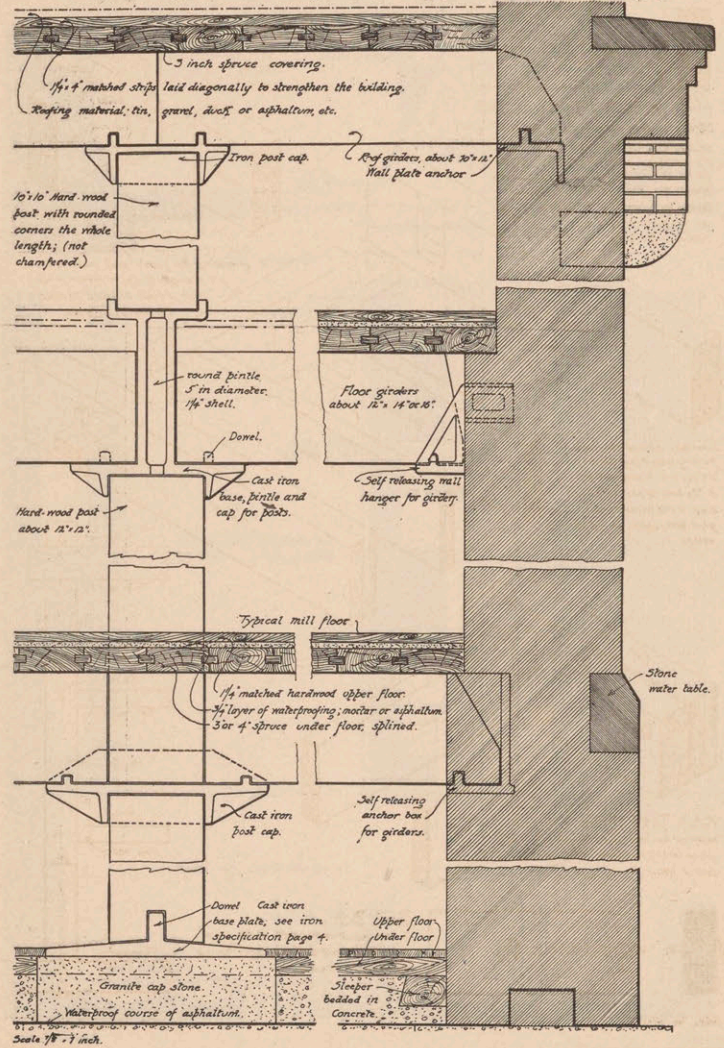 3 inch spruce covering.
1¼"x 4" matched strips laid diagonally to strengthen the building.
Roofing material; tin, gravel, duck or asphaltum, etc.
Iron post cap.
Roof girders, about 10"x 12"
Wall plate anchor
10"x 10" Hard-wood
post with rounded
corners the whole
length; (not
chamfered.)
round pintle
5 in diameter.
1¼" shell.
Floor girders
about 12"x 14" or 16".
Dowel.
Cast iron
base, pintle and
cap for posts.
Self releasing wall
hanger for girders.
Hard-wood post
about 12"x 12".
Typical mill floor
1¼" matched hardwood upper floor.
¾" layer of waterproofing; mortar or asphaltum
3" or 4" spruce under floor, splined.
Stone
water table.
Cast iron
post cap.
Self releasing
anchor box
for girders.
Dowel Cast iron
base plate, see iron
specification page 4.
Upper floor
Under floor
Granite cap stone.
Sleeper
bedded in
Concrete.
Waterproof course of asphaltum.